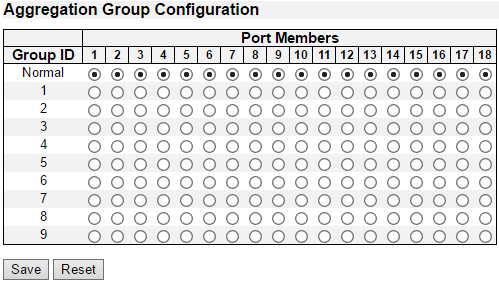 Aggregation Group Configuration
Port Members
Group ID 1 2 3 4 5 6 7 8 9 10 11 12 13 14 15 16 17 18
Normal
1
2
3
4
5
6
7
8
9
Save Reset